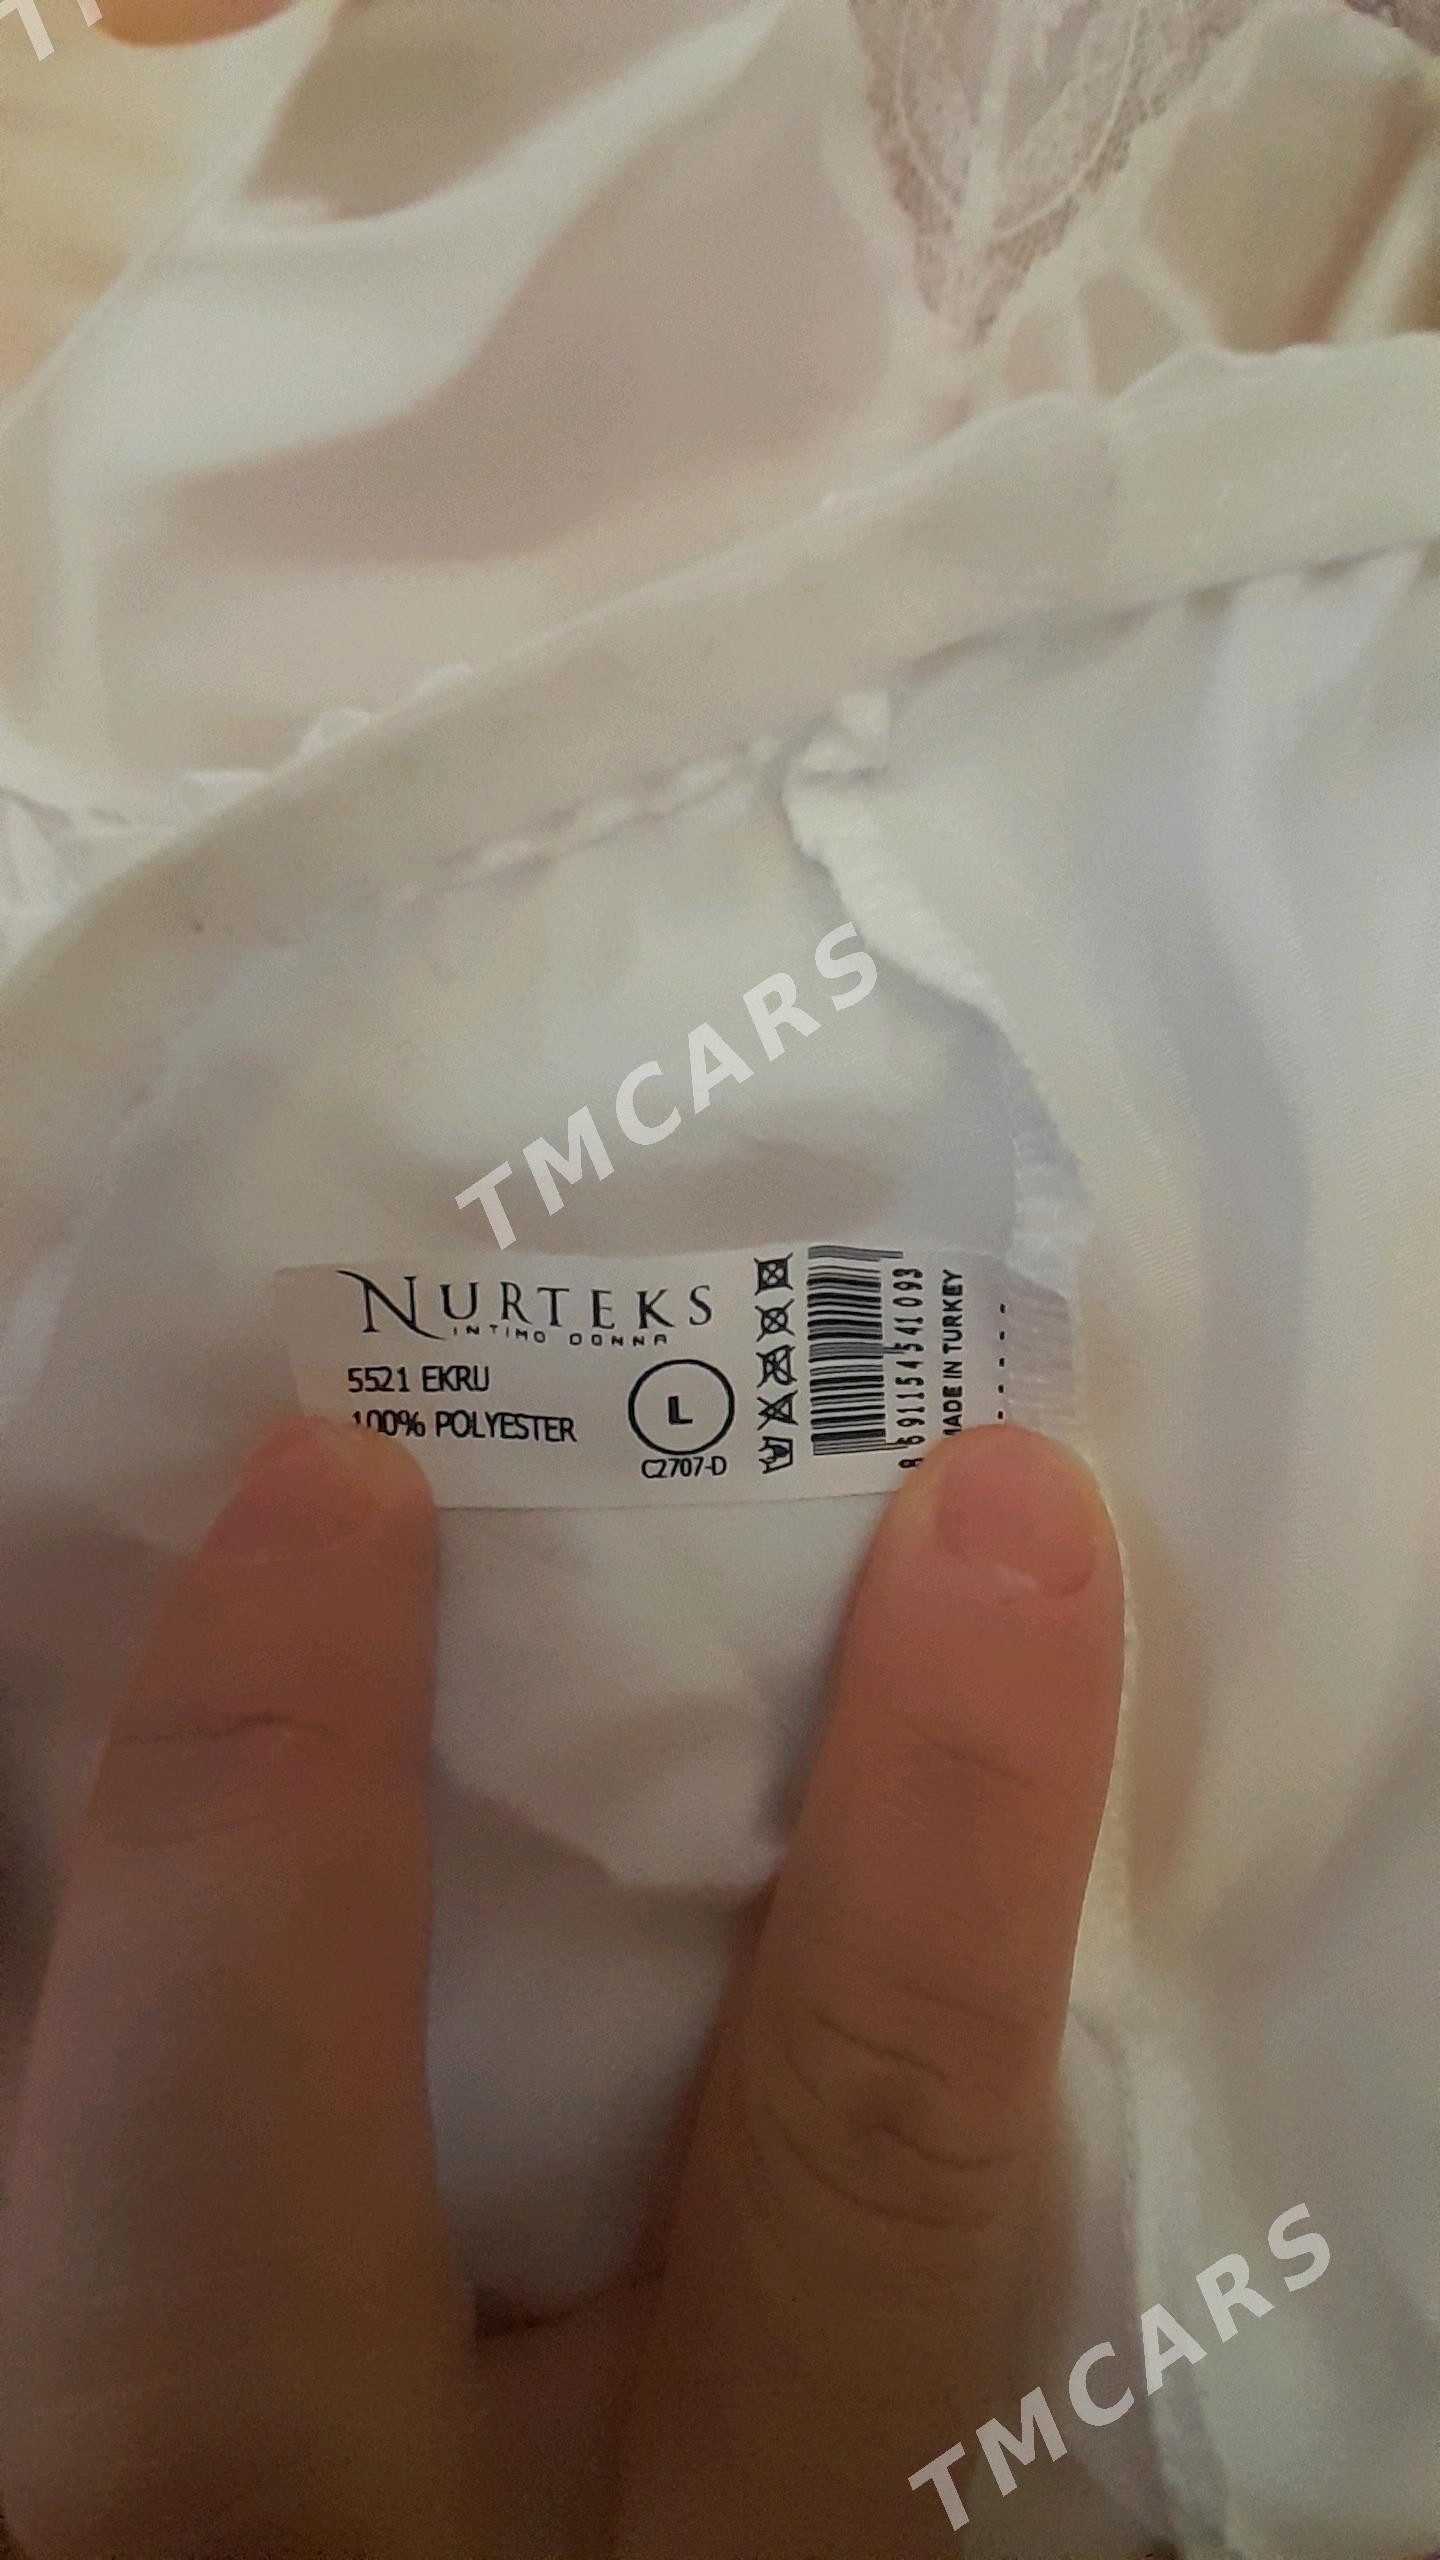 NURTEKS
INTIMO DONNA
5521 EKRU
100% POLYESTER
L
C2707-D
MADE IN TURKEY
TMCARS
TMCARS